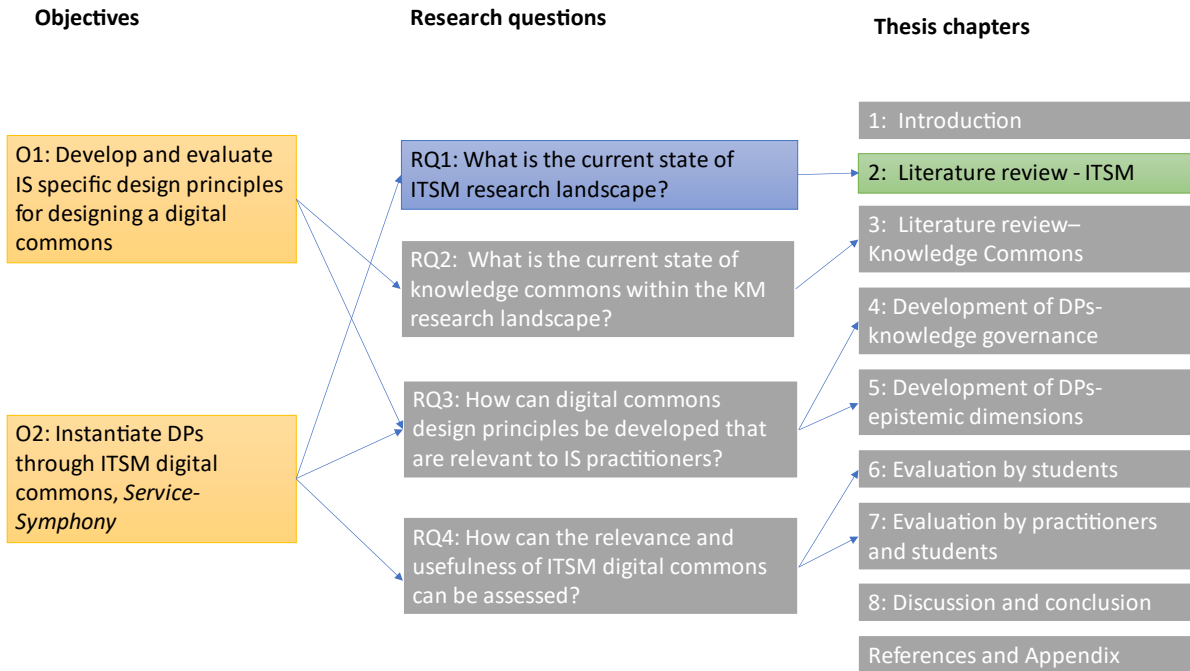 Objectives
Research questions
Thesis chapters
O1: Develop and evaluate
IS specific design principles
for designing a digital
commons
O2: Instantiate DPs
through ITSM digital
commons, Service-
Symphony
RQ1: What is the current state of
ITSM research landscape?
RQ2:  What is the current state of
knowledge commons within the KM
research landscape?
RQ3: How can digital commons
design principles be developed that
are relevant to IS practitioners?
RQ4: How can the relevance and
usefulness of ITSM digital commons
can be assessed?
1:  Introduction
2:  Literature review - ITSM
3:  Literature review–
Knowledge Commons
4: Development of DPs-
knowledge governance
5: Development of DPs-
epistemic dimensions
6: Evaluation by students
7: Evaluation by practitioners
and students
8: Discussion and conclusion
References and Appendix